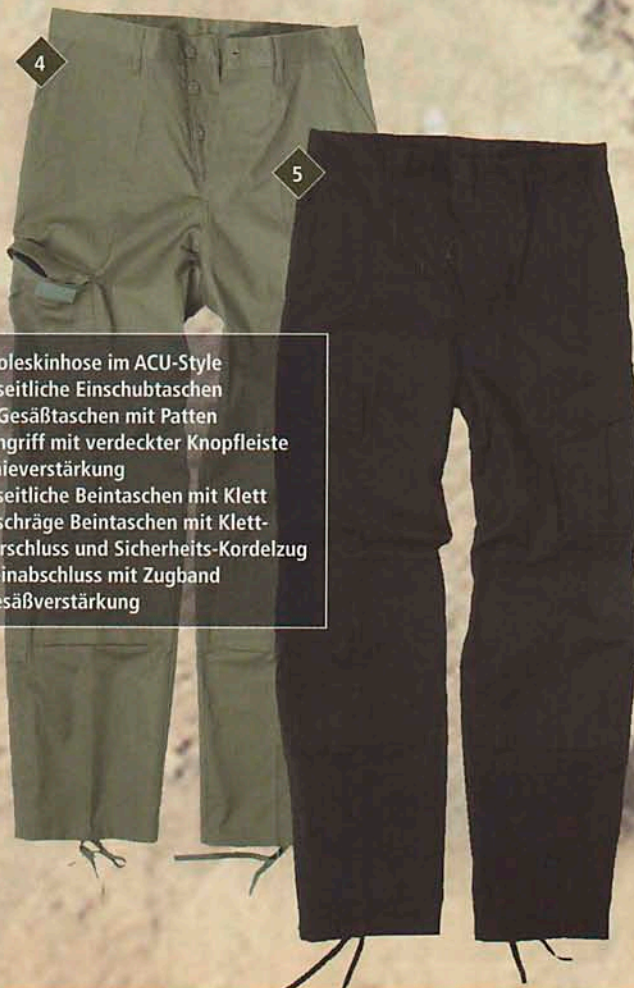 4
5
oleskinhose im ACU-Style
seitliche Einschubtaschen
Gesäßtaschen mit Patten
ngriff mit verdeckter Knopfleiste
nieverstärkung
seitliche Beintaschen mit Klett
schräge Beintaschen mit Klett-
rschluss und Sicherheits-Kordelzug
inabschluss mit Zugband
esäßverstärkung